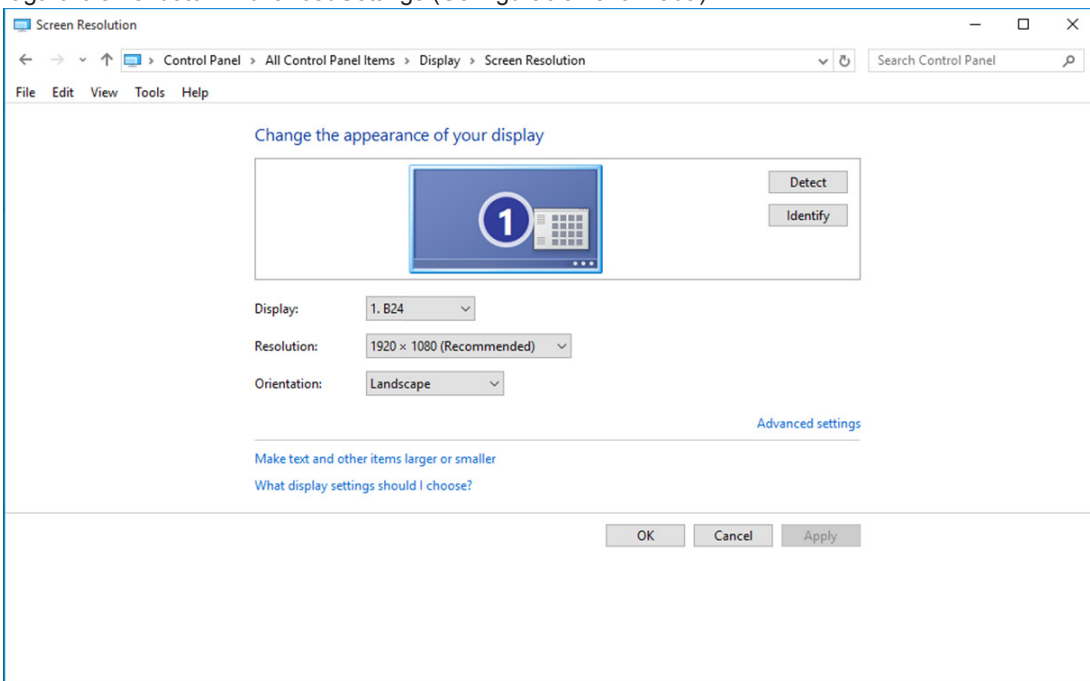 Screen Resolution
Control Panel > All Control Panel Items > Display > Screen Resolution
Search Control Panel
File Edit View Tools Help
Change the appearance of your display
1
Detect
Identify
Display: 1. B24
Resolution: 1920 × 1080 (Recommended)
Orientation: Landscape
Advanced settings
Make text and other items larger or smaller
What display settings should I choose?
OK Cancel Apply